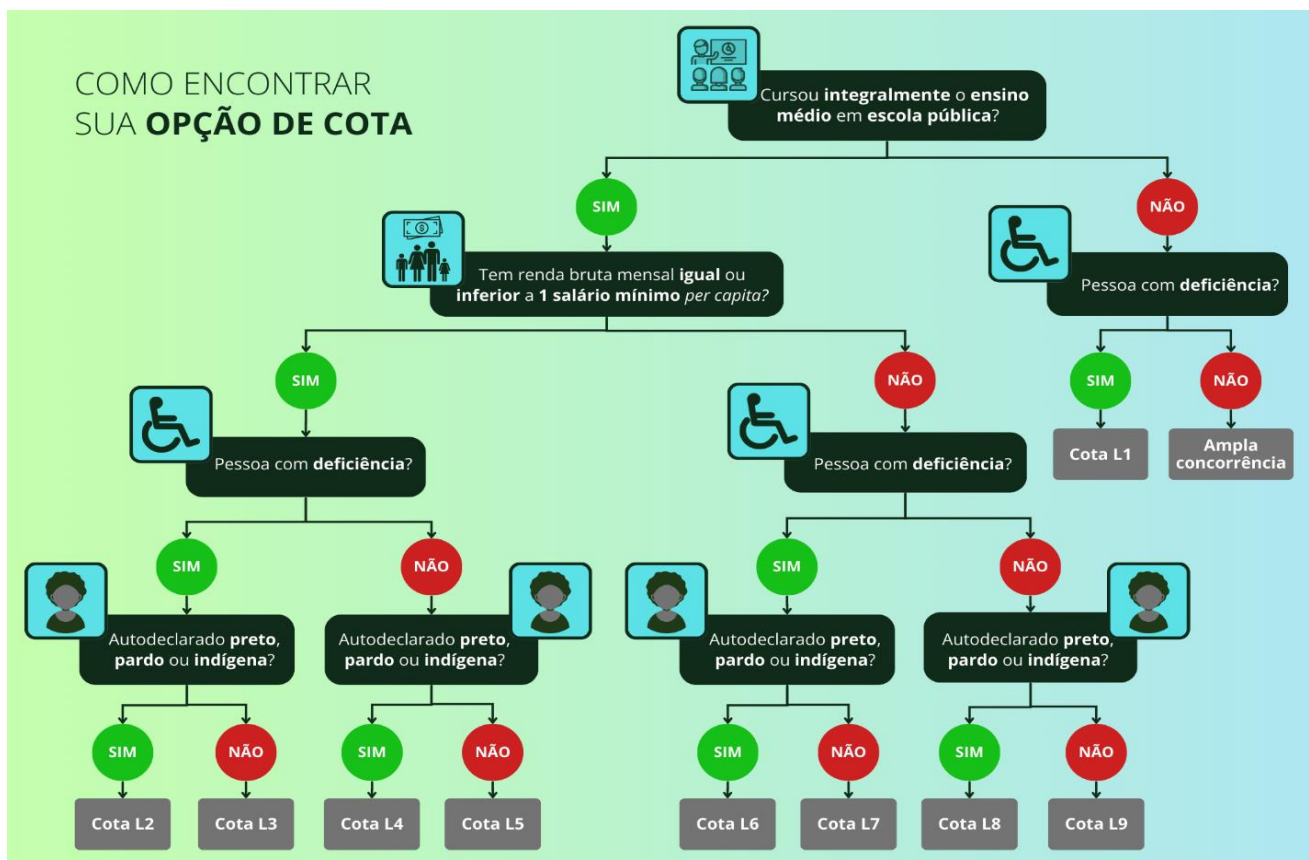 COMO ENCONTRAR
SUA OPÇÃO DE COTA
Cursou integralmente o ensino
médio em escola pública?
SIM
NÃO
Tem renda bruta mensal igual ou
inferior a 1 salário mínimo per capita?
Pessoa com deficiência?
SIM
NÃO
SIM
NÃO
Pessoa com deficiência?
Pessoa com deficiência?
Cota L1
Ampla
concorrência
SIM
NÃO
SIM
NÃO
Autodeclarado preto,
pardo ou indígena?
Autodeclarado preto,
pardo ou indígena?
Autodeclarado preto,
pardo ou indígena?
Autodeclarado preto,
pardo ou indígena?
SIM
NÃO
SIM
NÃO
SIM
NÃO
SIM
NÃO
Cota L2
Cota L3
Cota L4
Cota L5
Cota L6
Cota L7
Cota L8
Cota L9